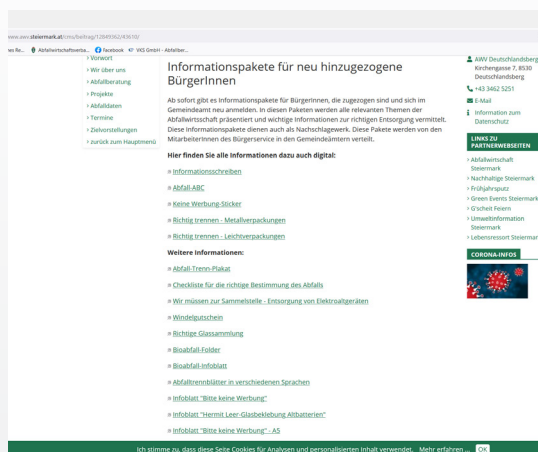 www.awv.steiermark.at/cms/beitrag/12849362/43610/
Abfallwirtschaftsverba... Facebook VKS GmbH - Abfallber...
› Vorwort
› Wir über uns
› Abfallberatung
› Projekte
› Abfalldaten
› Termine
› Zielvorstellungen
› zurück zum Hauptmenü
Informationspakete für neu hinzugezogene
BürgerInnen
Ab sofort gibt es Informationspakete für BürgerInnen, die zugezogen sind und sich im
Gemeindeamt neu anmelden. In diesen Paketen werden alle relevanten Themen der
Abfallwirtschaft präsentiert und wichtige Informationen zur richtigen Entsorgung vermittelt.
Diese Informationspakete dienen auch als Nachschlagewerk. Diese Pakete werden von den
MitarbeiterInnen des Bürgerservice in den Gemeindeämtern verteilt.
Hier finden Sie alle Informationen dazu auch digital:
Informationsschreiben
Abfall-ABC
Keine Werbung-Sticker
Richtig trennen - Metallverpackungen
Richtig trennen - Leichtverpackungen
Weitere Informationen:
Abfall-Trenn-Plakat
Checkliste für die richtige Bestimmung des Abfalls
Wir müssen zur Sammelstelle - Entsorgung von Elektroaltgeräten
Windelgutschein
Richtige Glassammlung
Bioabfall-Folder
Bioabfall-Infoblatt
Abfalltrennblätter in verschiedenen Sprachen
Infoblatt "Bitte keine Werbung"
Infoblatt "Hermit Leer-Glasbeklebung Altbatterien"
Infoblatt "Bitte keine Werbung" - A5
AWV Deutschlandsberg
Kirchengasse 7, 8530
Deutschlandsberg
+43 3462 5251
E-Mail
Information zum
Datenschutz
LINKS ZU
PARTNERWEBSEITEN
› Abfallwirtschaft
Steiermark
› Nachhaltige Steiermark
› Frühjahrsputz
› Green Events Steiermark
› G'scheit Feiern
› Umweltinformation
Steiermark
› Lebensressort Steiermar
CORONA-INFOS
Ich stimme zu, dass diese Seite Cookies für Analysen und personalisierten Inhalt verwendet. Mehr erfahren ... OK